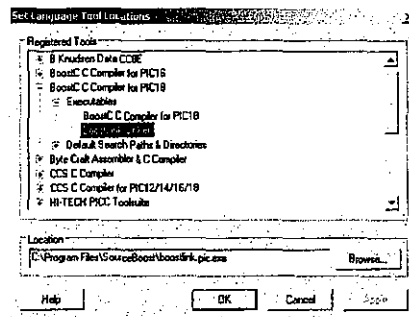 Set Language Tool Locations
Registered Tools
B Knudsen Data CC8E
BoostC C Compiler for PIC16
BoostC C Compiler for PIC18
Executables
BoostC C Compiler for PIC18
Default Search Paths & Directories
Byte Craft Assembler & C Compiler
CCS C Compiler
CCS C Compiler for PIC12/14/16/18
HI-TECH PICC Toolsuite
Location
C:\Program Files\SourceBoost\boostlink.pic.exe
Browse...
Help
OK
Cancel
Apply